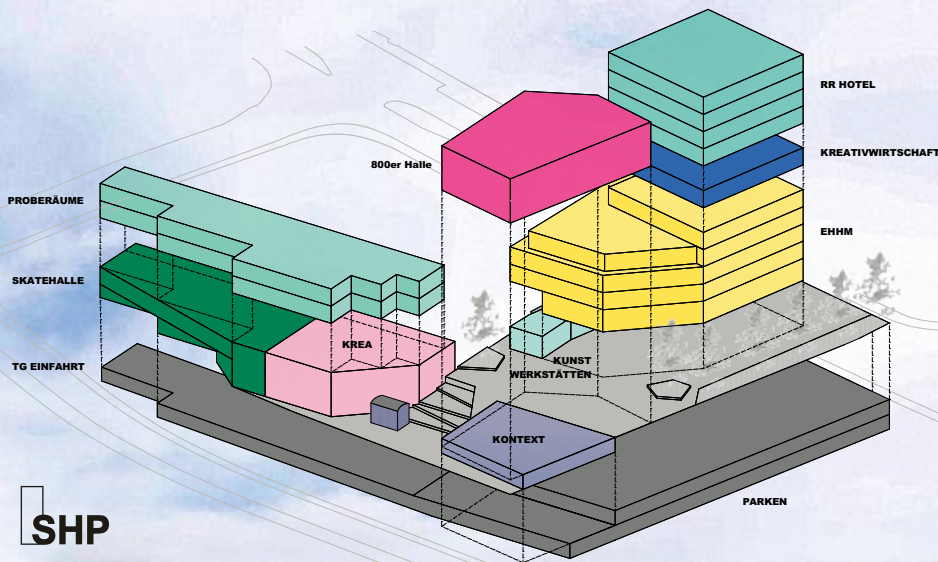 RR HOTEL
KREATIVWIRTSCHAFT
800er Halle
PROBERÄUME
EHHM
SKATEHALLE
KREA
TG EINFAHRT
KUNST
WERKSTÄTTEN
KONTEXT
PARKEN
SHP